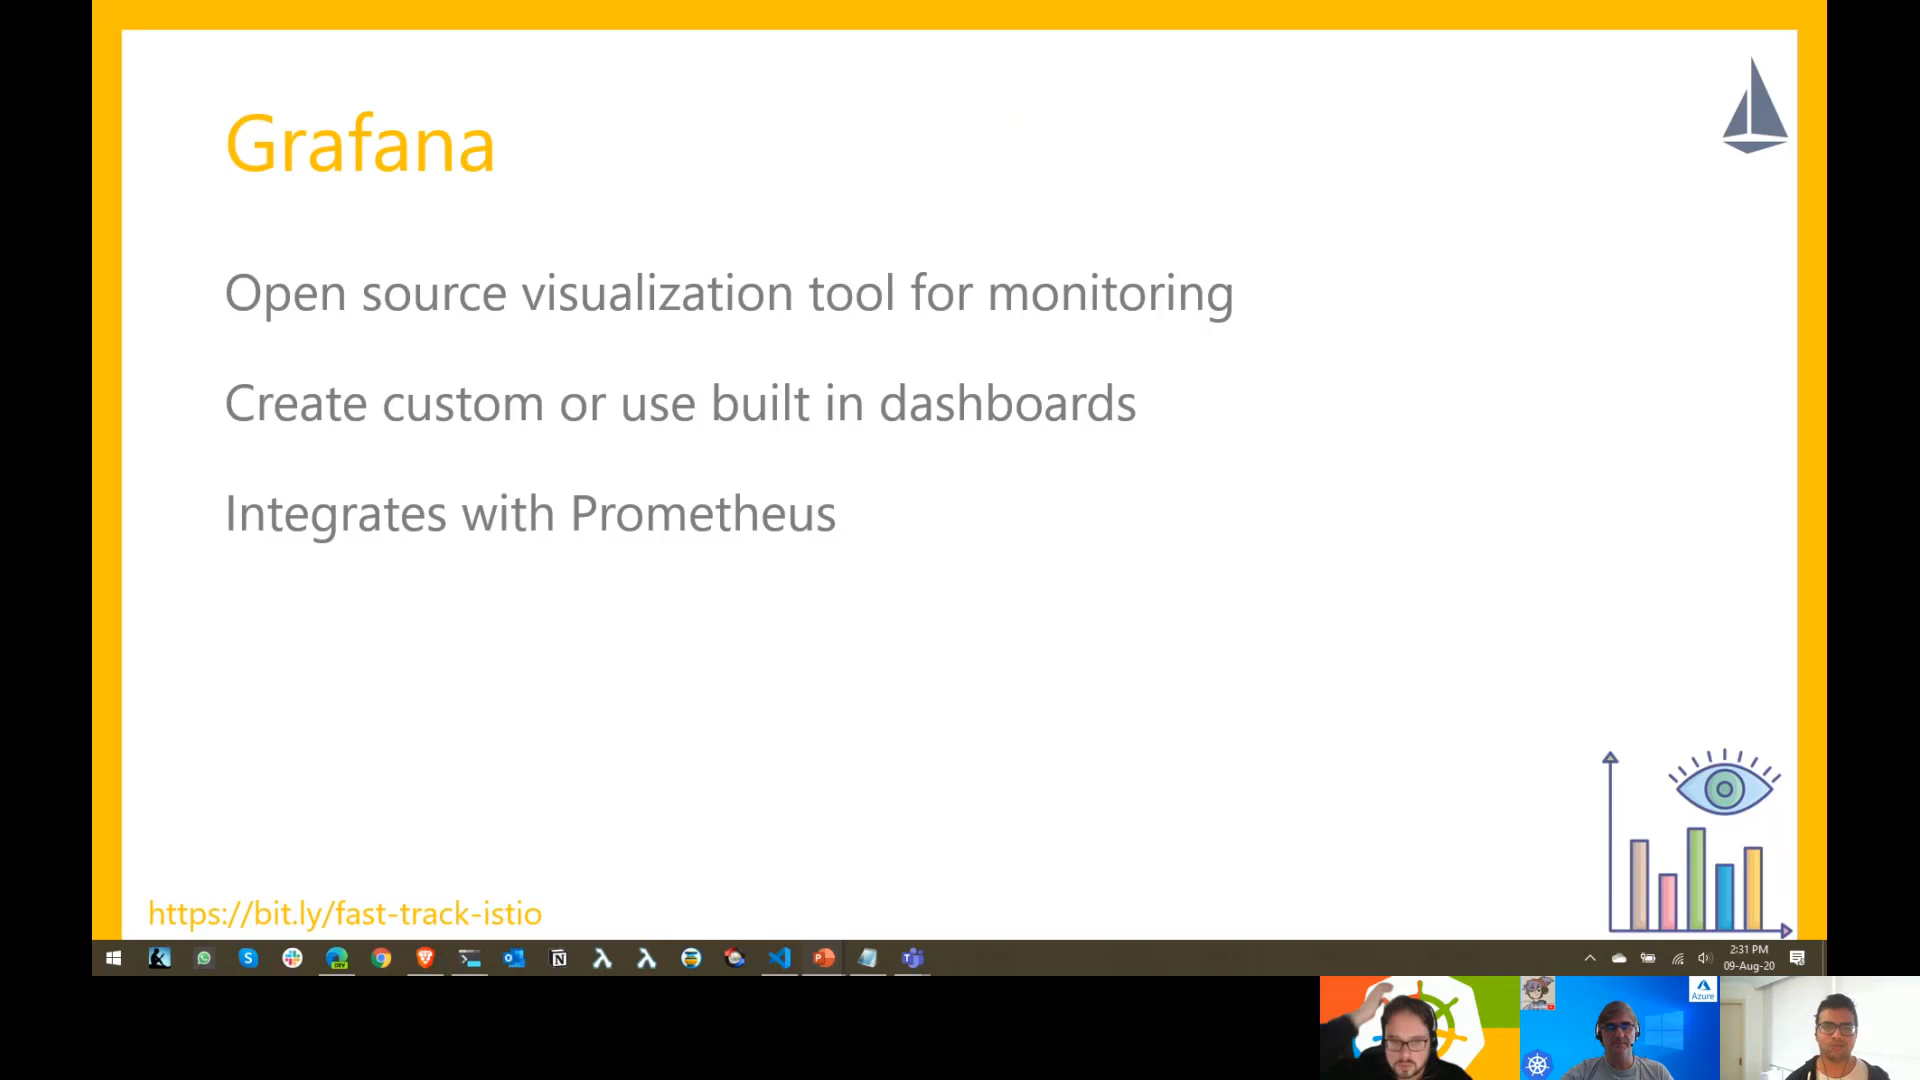 Grafana
Open source visualization tool for monitoring
Create custom or use built in dashboards
Integrates with Prometheus
https://bit.ly/fast-track-istio
2:31 PM
09-Aug-20
Azure